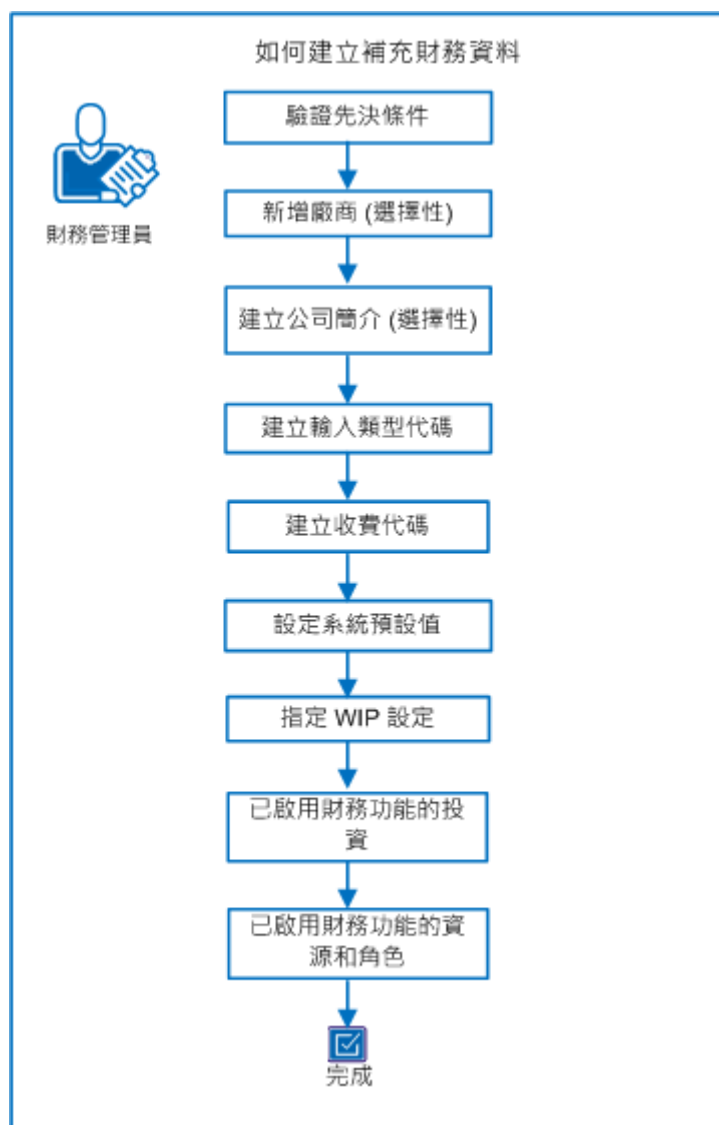 如何建立補充財務資料
驗證先決條件
財務管理員
新增廠商 (選擇性)
建立公司簡介 (選擇性)
建立輸入類型代碼
建立收費代碼
設定系統預設值
指定 WIP 設定
已啟用財務功能的投
資
已啟用財務功能的資
源和角色
完成